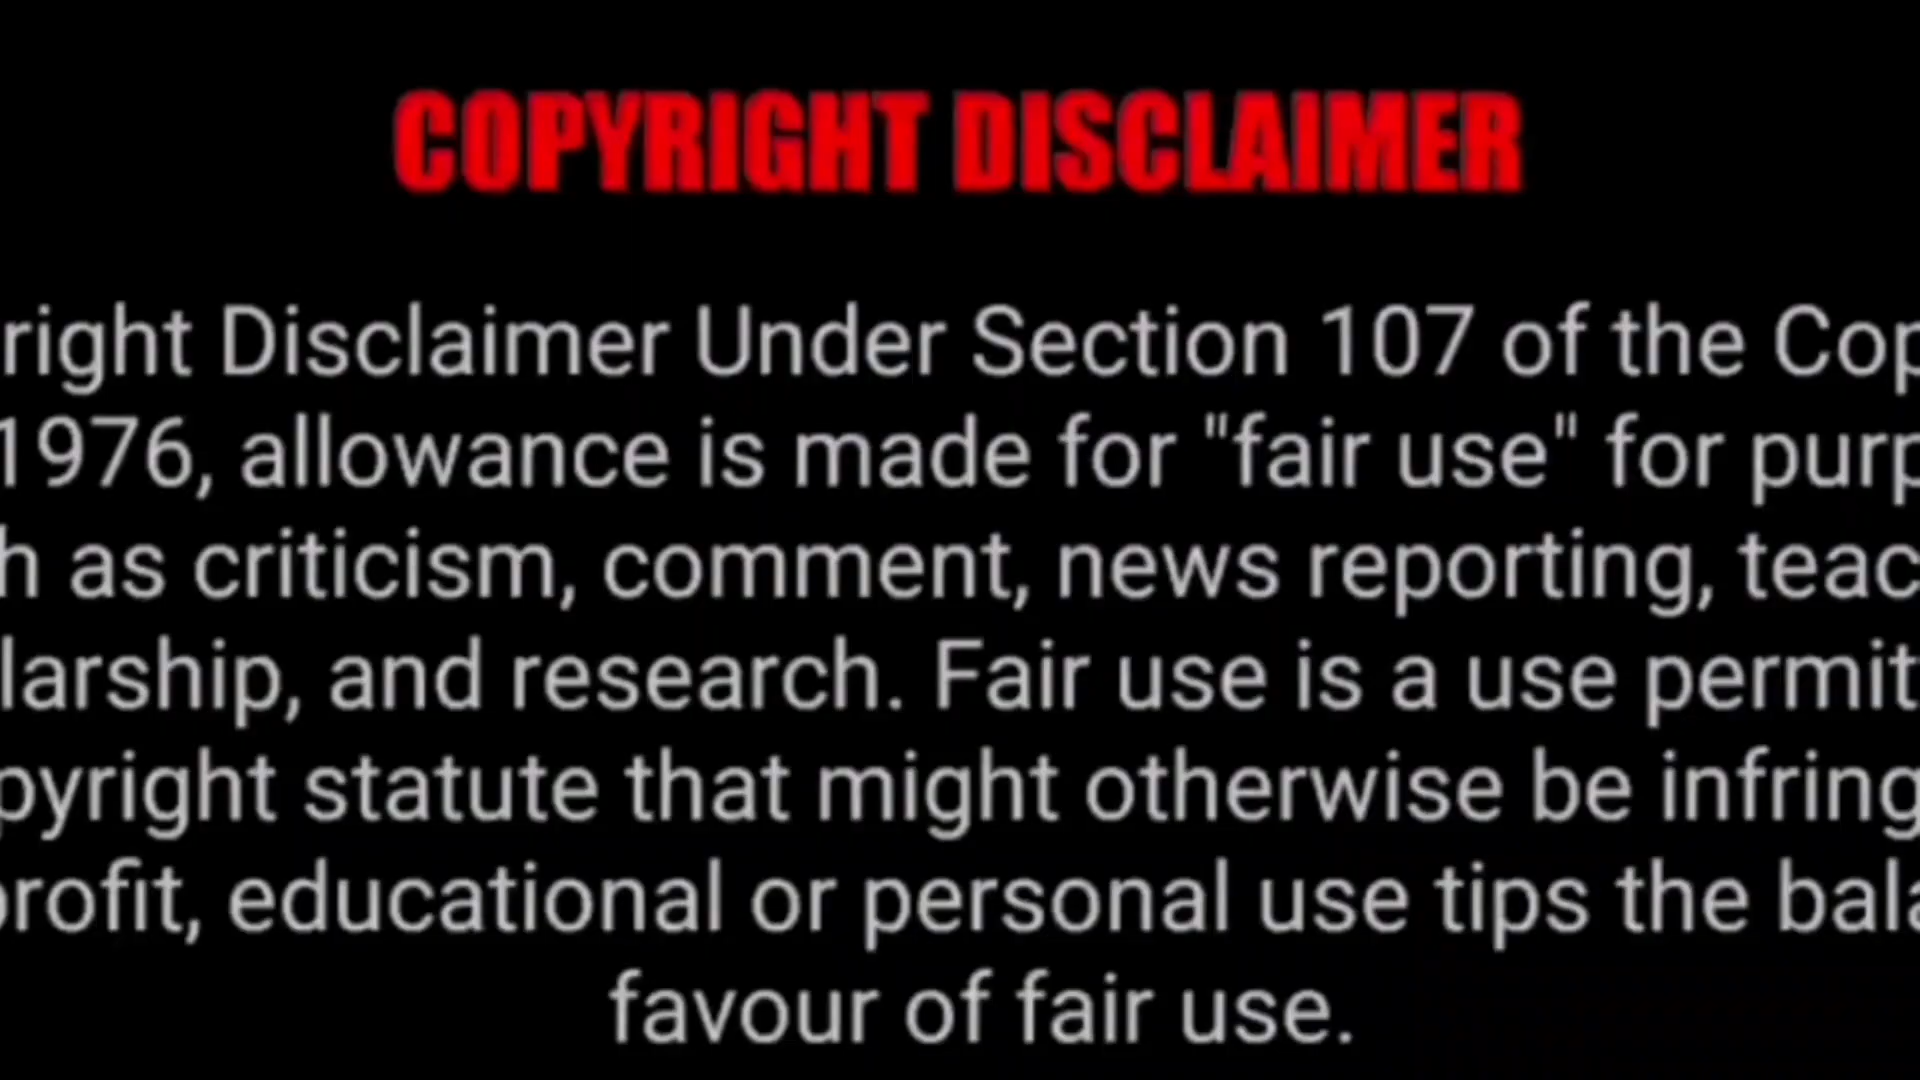 COPYRIGHT DISCLAIMER
right Disclaimer Under Section 107 of the Cop
1976, allowance is made for "fair use" for purp
h as criticism, comment, news reporting, teac
larship, and research. Fair use is a use permit
pyright statute that might otherwise be infring
profit, educational or personal use tips the bala
favour of fair use.